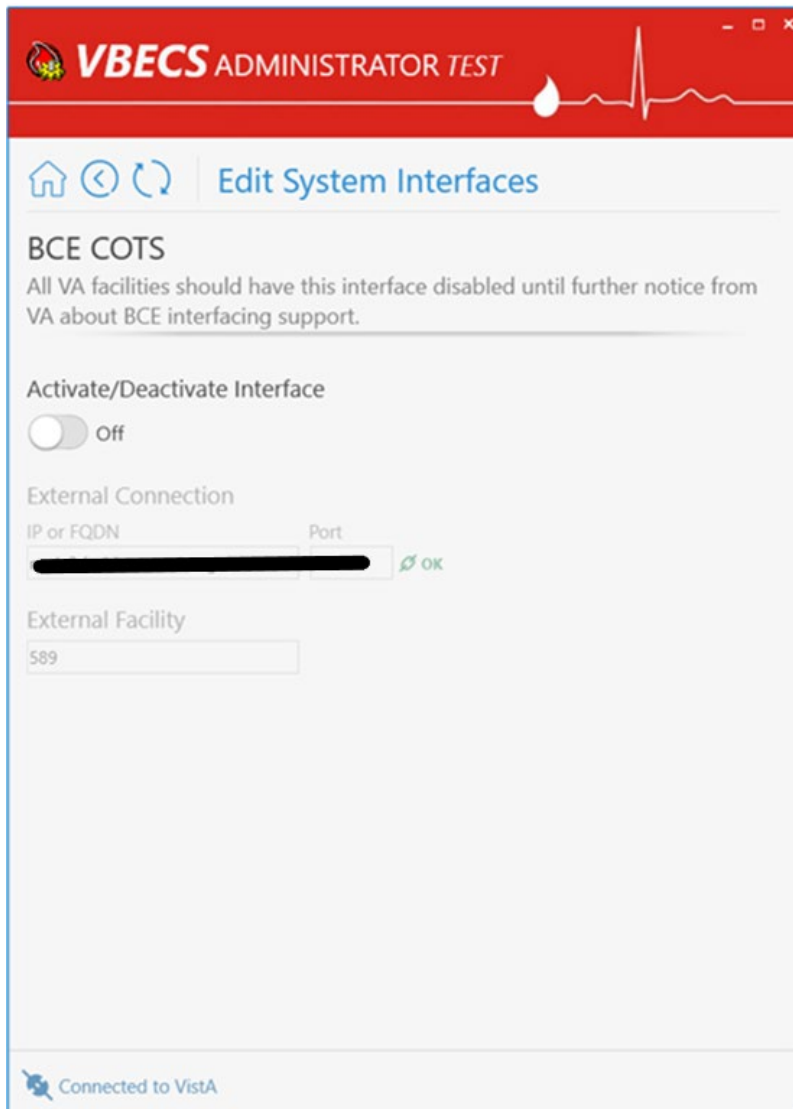 VBECS ADMINISTRATOR TEST
Edit System Interfaces
BCE COTS
All VA facilities should have this interface disabled until further notice from
VA about BCE interfacing support.
Activate/Deactivate Interface
Off
External Connection
IP or FQDN Port
OK
External Facility
589
Connected to VistA